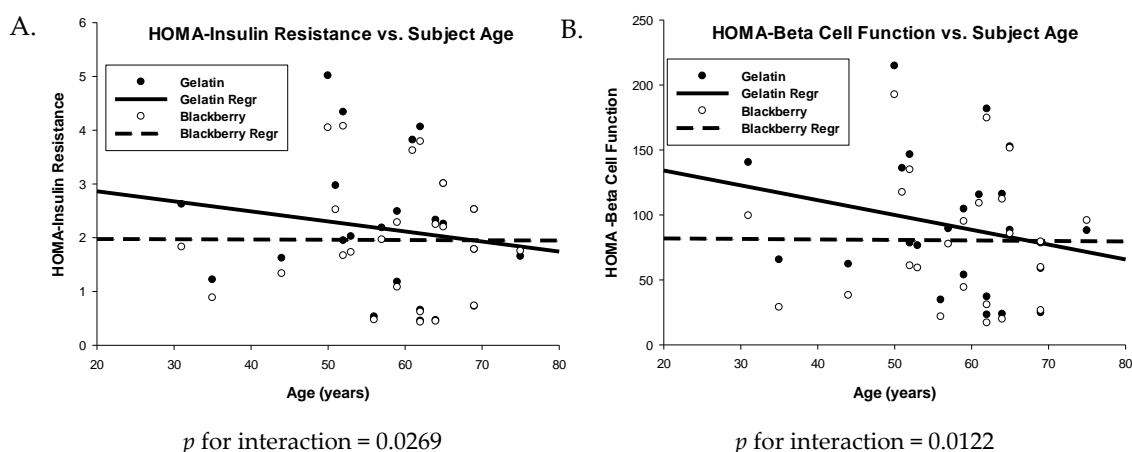 A.
HOMA-Insulin Resistance vs. Subject Age
Gelatin
Gelatin Regr
Blackberry
Blackberry Regr
HOMA-Insulin Resistance
6
5
4
3
2
1
0
20 30 40 50 60 70 80
Age (years)
p for interaction = 0.0269
B.
HOMA-Beta Cell Function vs. Subject Age
Gelatin
Gelatin Regr
Blackberry
Blackberry Regr
HOMA -Beta Cell Function
250
200
150
100
50
0
20 30 40 50 60 70 80
Age (years)
p for interaction = 0.0122